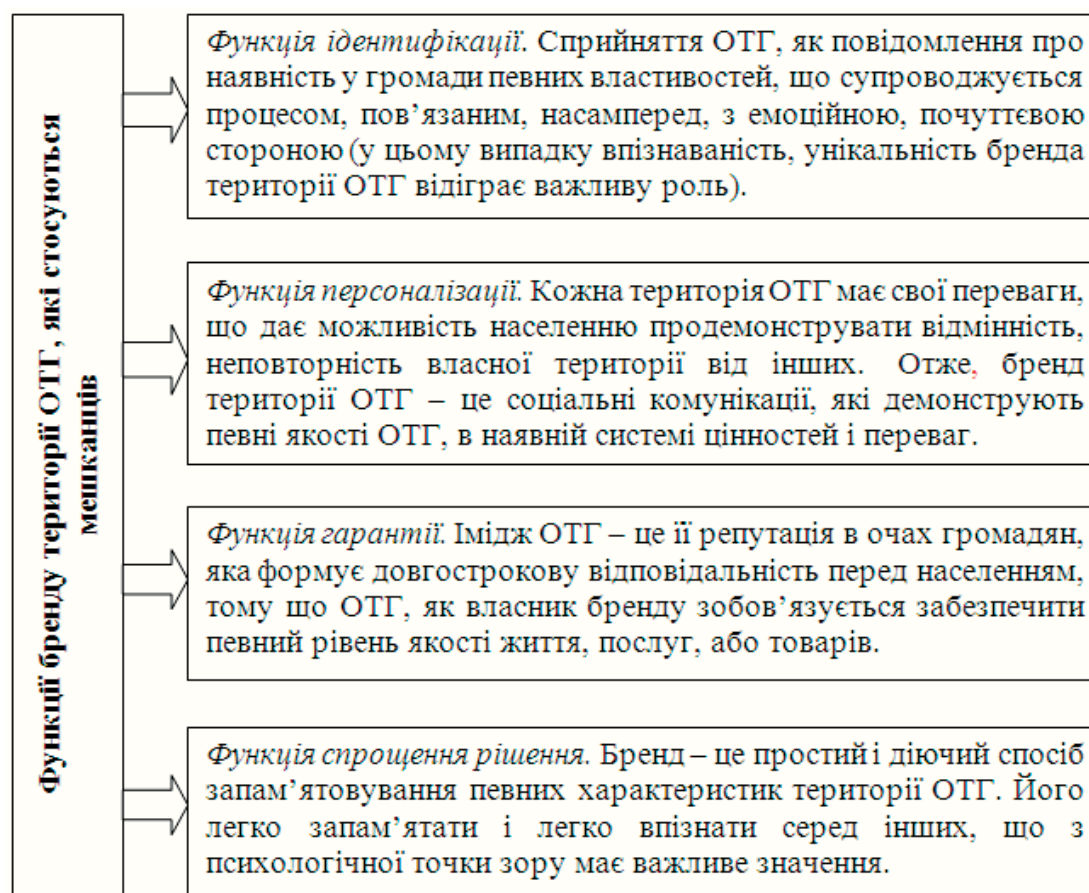 Функції бренду території ОТГ, які стосуються
мешканців
Функція ідентифікації. Сприйняття ОТГ, як повідомлення про
наявність у громади певних властивостей, що супроводжується
процесом, пов’язаним, насамперед, з емоційною, почуттєвою
стороною (у цьому випадку впізнаваність, унікальність бренда
території ОТГ відіграє важливу роль).
Функція персоналізації. Кожна територія ОТГ має свої переваги,
що дає можливість населенню продемонструвати відмінність,
неповторність власної території від інших. Отже, бренд
території ОТГ – це соціальні комунікації, які демонструють
певні якості ОТГ, в наявній системі цінностей і переваг.
Функція гарантії. Імідж ОТГ – це її репутація в очах громадян,
яка формує довгострокову відповідальність перед населенням,
тому що ОТГ, як власник бренду зобов’язується забезпечити
певний рівень якості життя, послуг, або товарів.
Функція спрощення рішення. Бренд – це простий і діючий спосіб
запам’ятовування певних характеристик території ОТГ. Його
легко запам’ятати і легко впізнати серед інших, що з
психологічної точки зору має важливе значення.